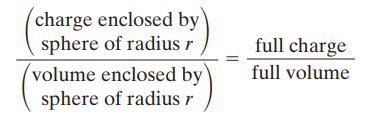 (charge enclosed by
sphere of radius r)
(volume enclosed by
sphere of radius r)
=
full charge
full volume